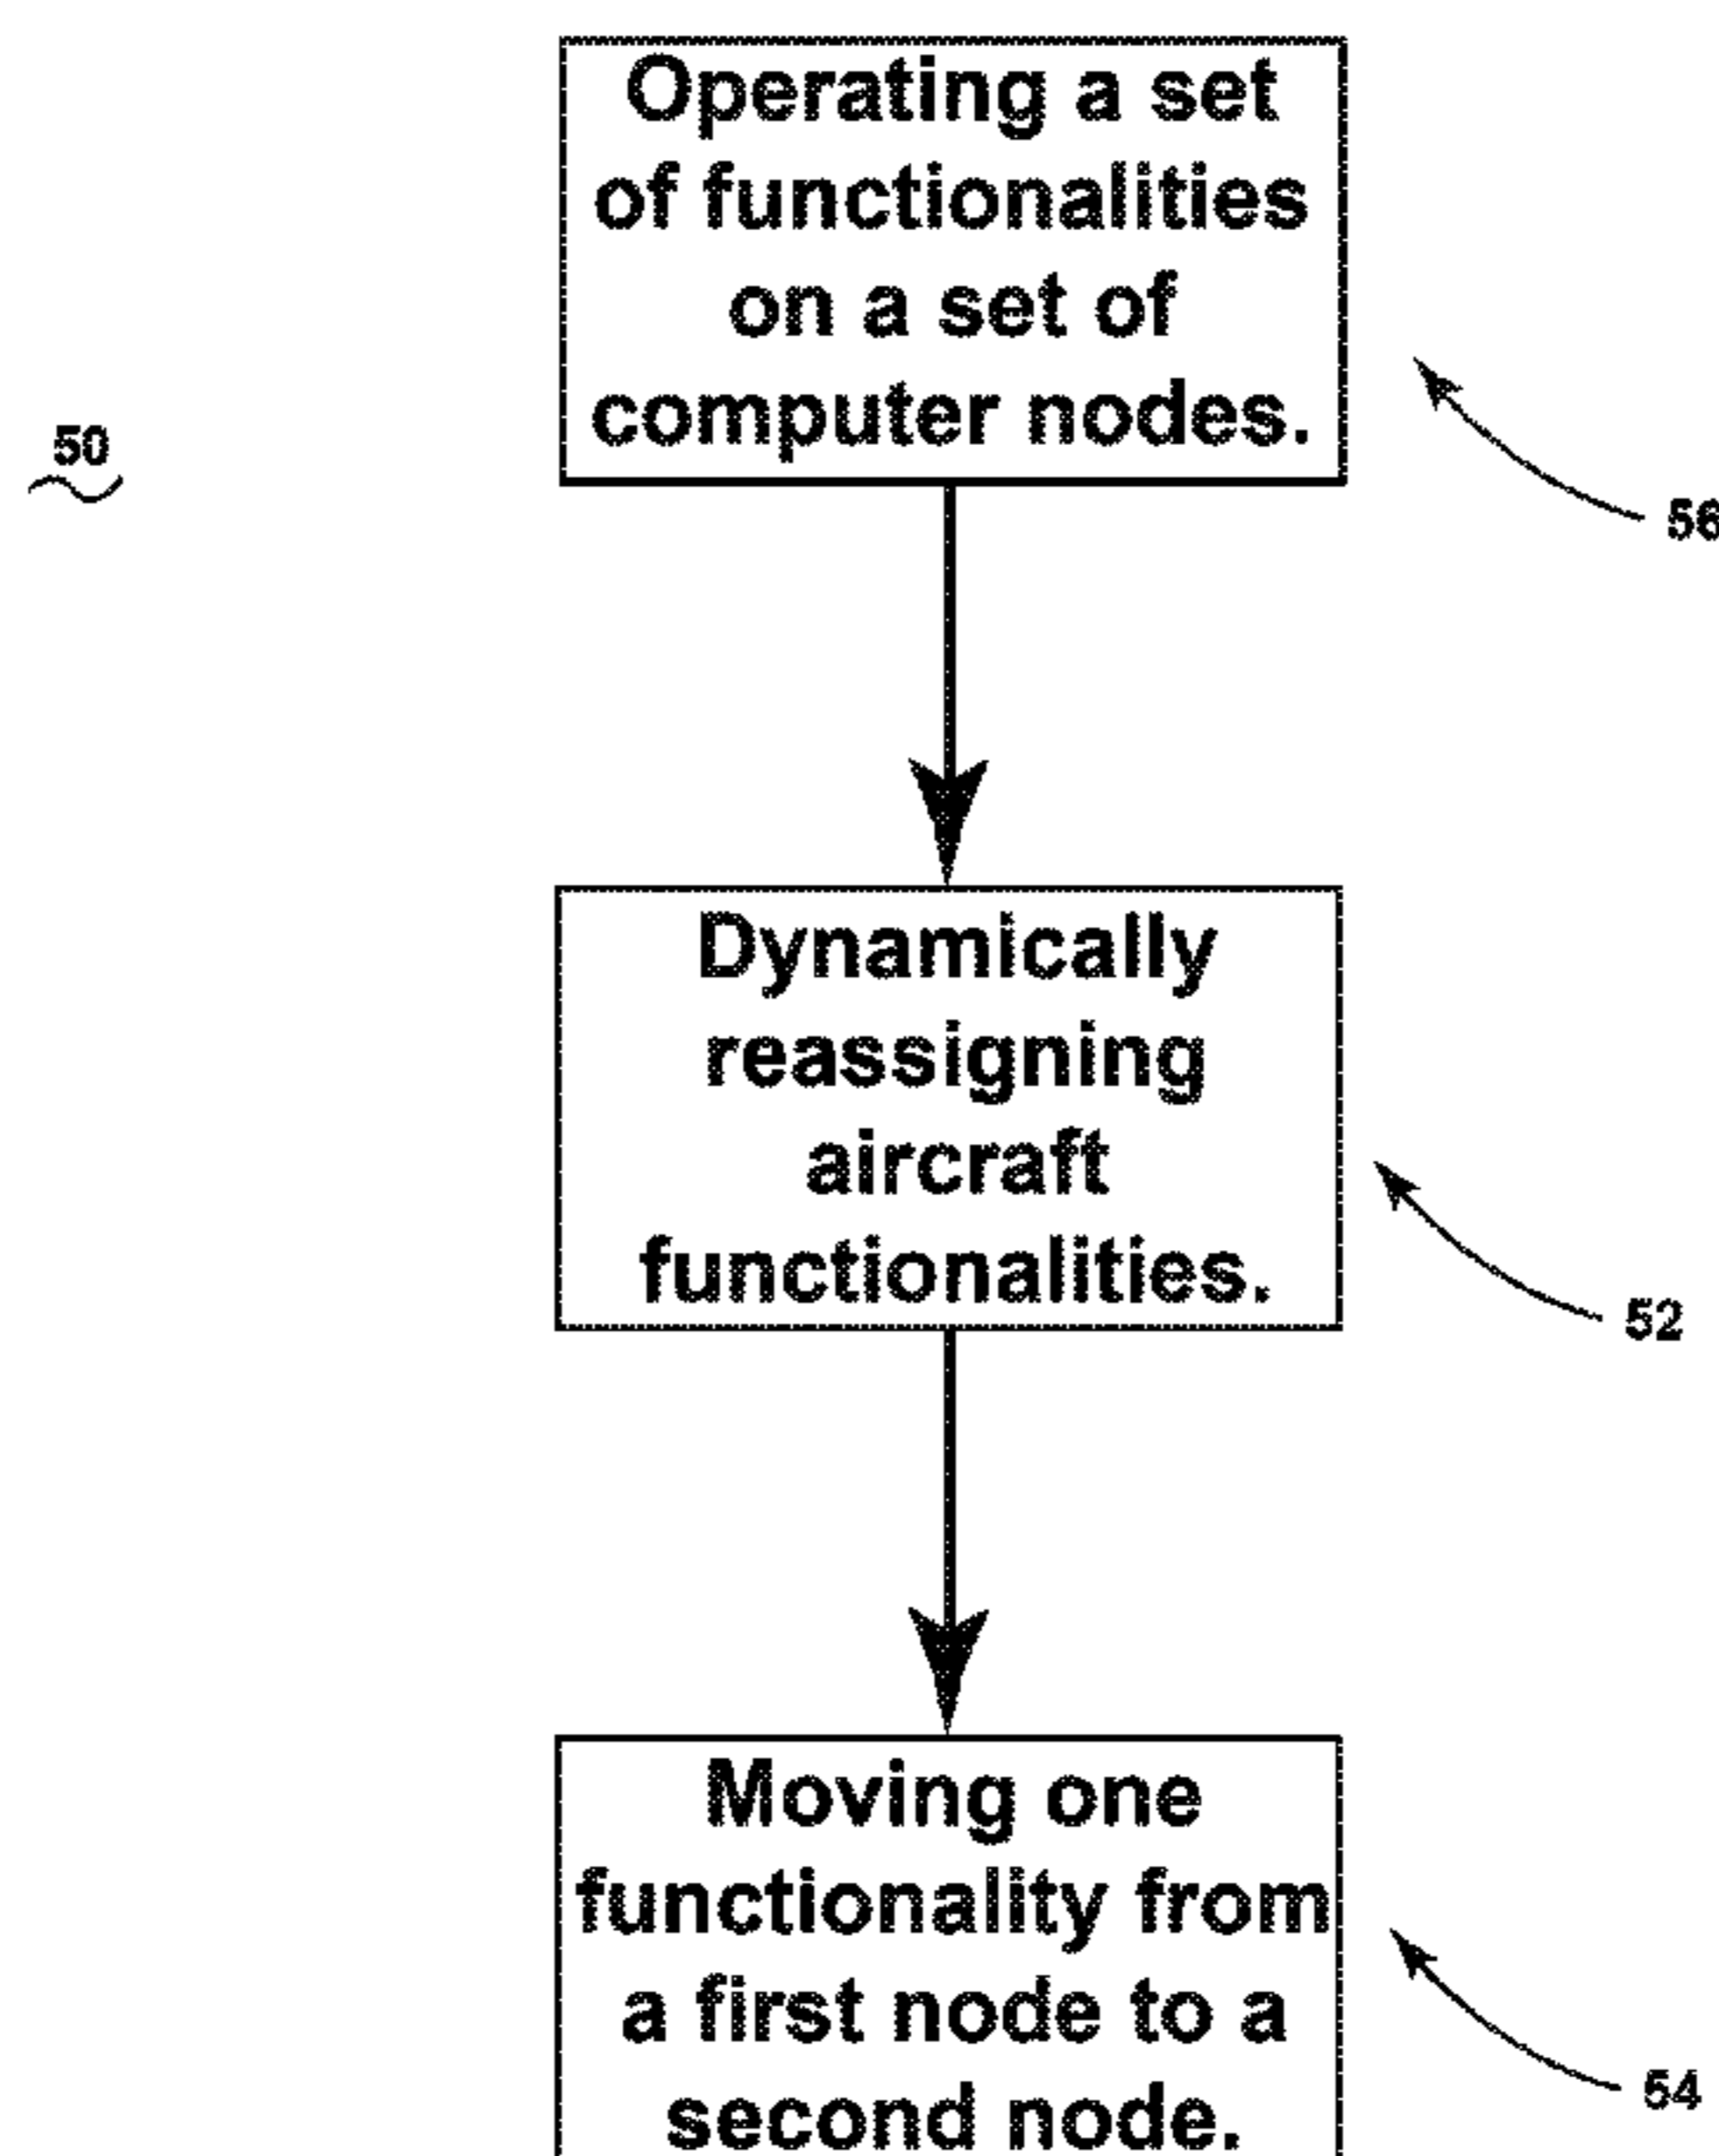 Operating a set
of functionalities
on a set of
computer nodes.
50
56
Dynamically
reassigning
aircraft
functionalities.
52
Moving one
functionality from
a first node to a
second node.
54